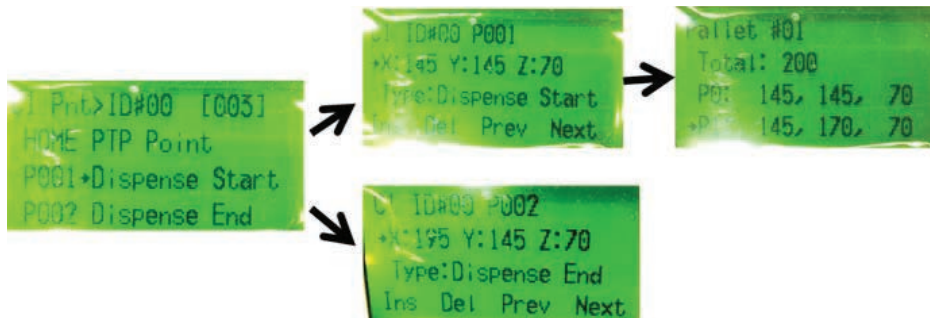 Pnt>ID#00 [003]
HOME PTP Point
P001→Dispense Start
P002 Dispense End
ID#00 P001
→X:145 Y:145 Z:70
Type:Dispense Start
Ins Del Prev Next
Pallet #01
Total: 200
P0: 145, 145, 70
145, 170, 70
ID#00 P002
→X:195 Y:145 Z:70
Type:Dispense End
Ins Del Prev Next